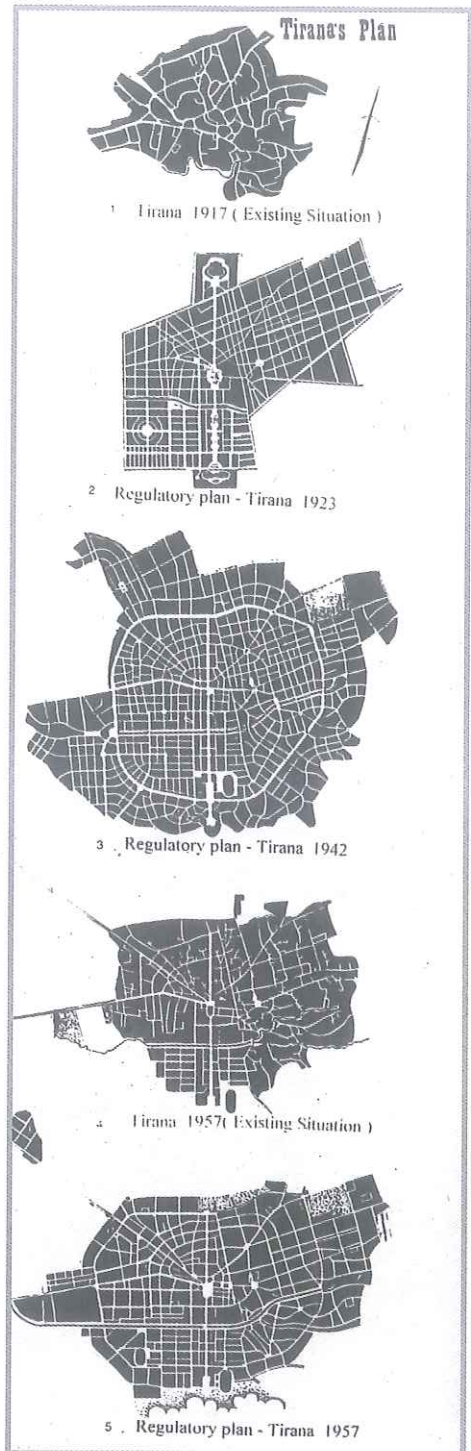 Tirana's Plan
1 Tirana 1917 ( Existing Situation )
2 Regulatory plan - Tirana 1923
3 . Regulatory plan - Tirana 1942
4 Tirana 1957( Existing Situation )
5 . Regulatory plan - Tirana 1957